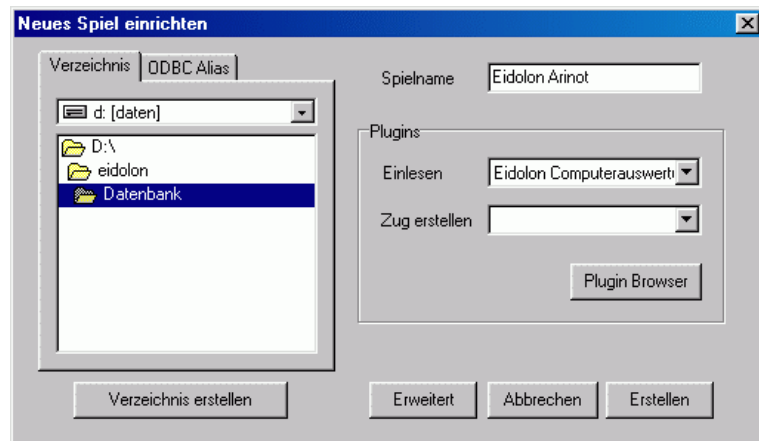 Neues Spiel einrichten
Verzeichnis
ODBC Alias
d: [daten]
D:\
eidolon
Datenbank
Verzeichnis erstellen
Spielname
Eidolon Arinot
Plugins
Einlesen
Eidolon Computerauswertu
Zug erstellen
Plugin Browser
Erweitert
Abbrechen
Erstellen